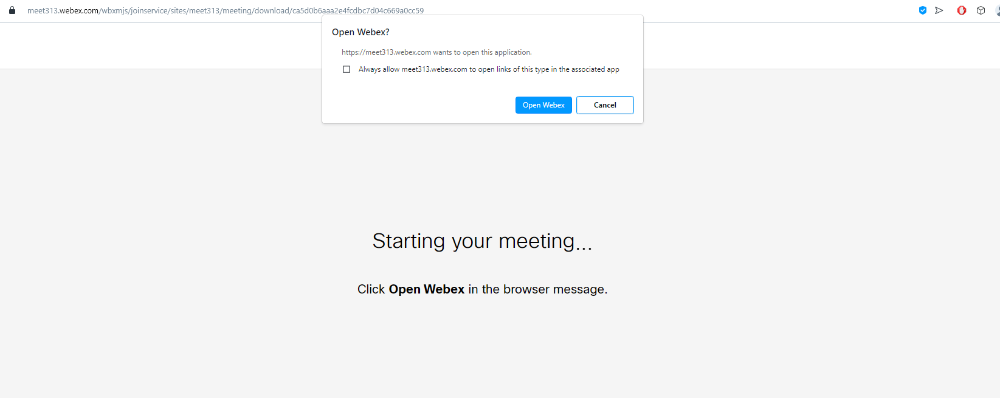 meet313.webex.com/wbxmjs/joinservice/sites/meet313/meeting/download/ca5d0b6aaa2e4fcdbc7d04c669a0cc59
Open Webex?
https://meet313.webex.com wants to open this application.
Always allow meet313.webex.com to open links of this type in the associated app
Open Webex Cancel
Starting your meeting...
Click Open Webex in the browser message.